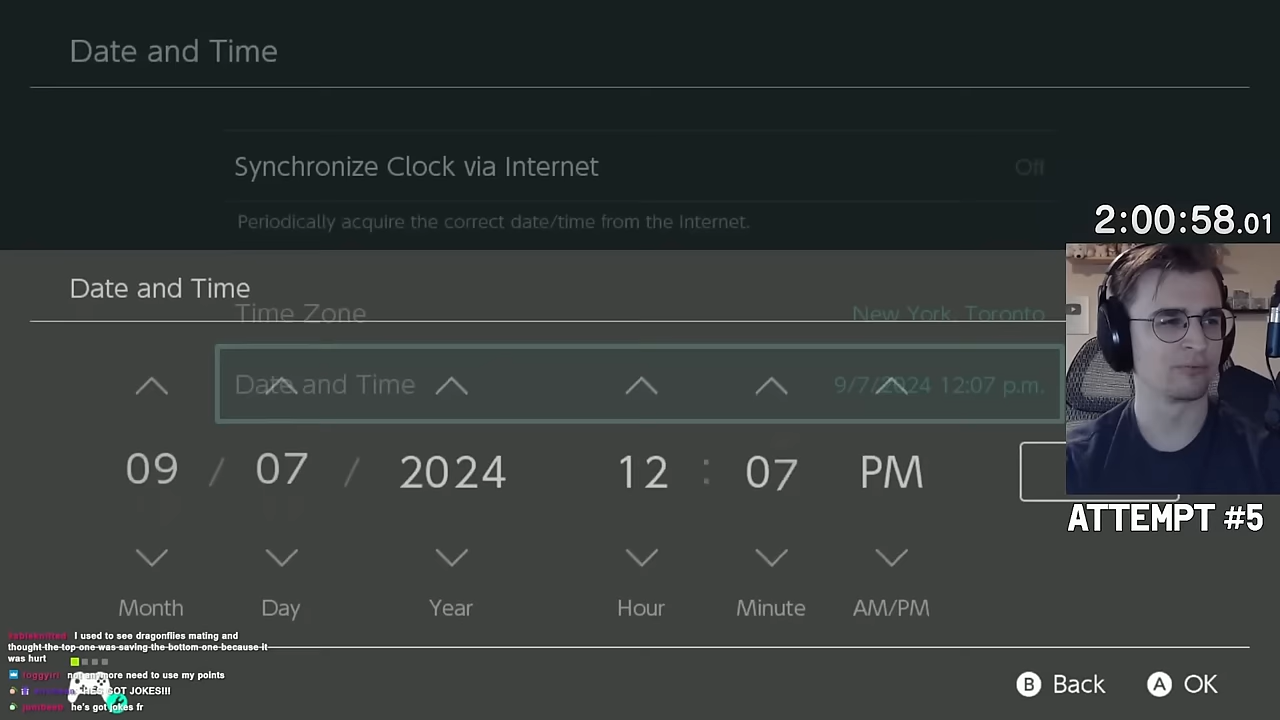 Date and Time
Synchronize Clock via Internet
Off
Periodically acquire the correct date/time from the Internet.
2:00:58.01
Date and Time
Time Zone
New York, Toronto
Date and Time
9/7/2024 12:07 p.m.
09 / 07 / 2024 12 : 07 PM
ATTEMPT #5
Month Day Year Hour Minute AM/PM
I used to see dragonflies mating and
thought the top one was saving the bottom one because it
was hurt
anymore need to use my points
HE'S GOT JOKES!!!
he's got jokes fr
B Back
A OK